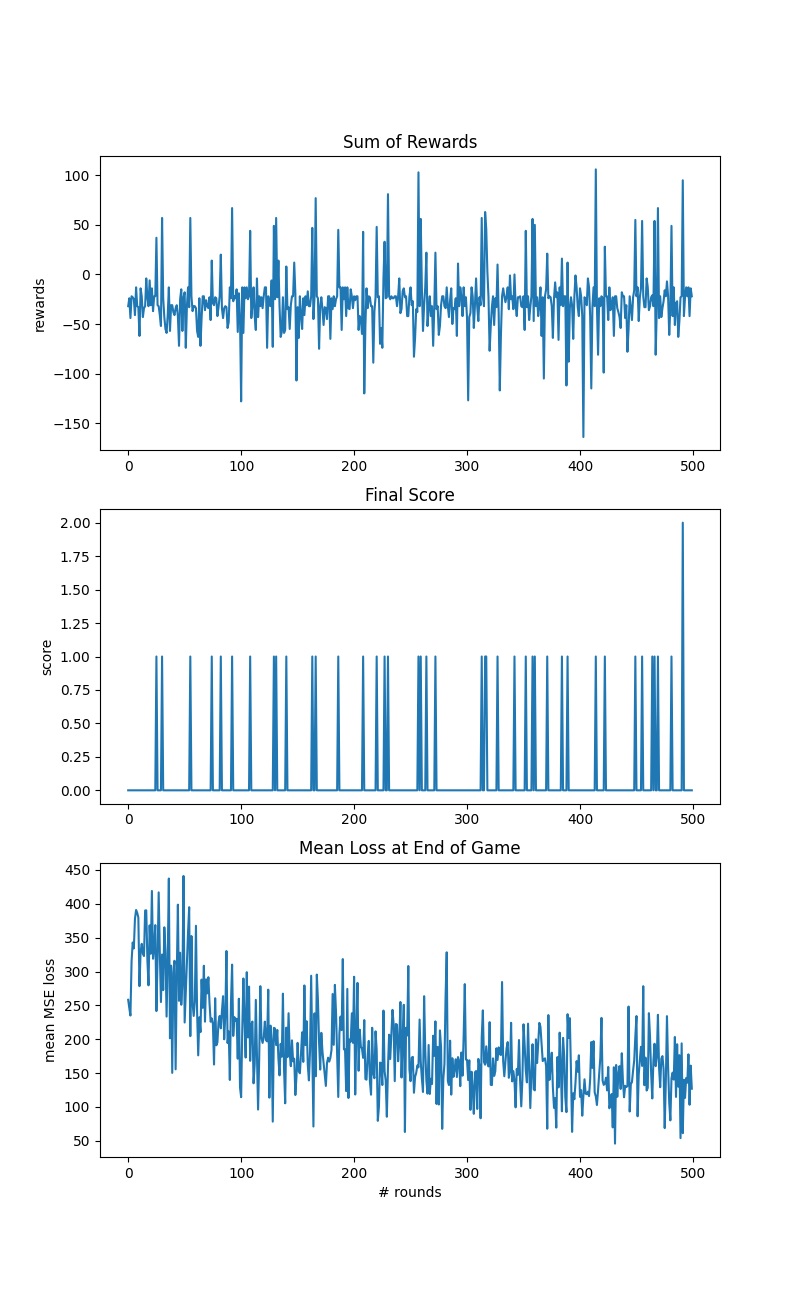 Sum of Rewards
100
50
0
−50
−100
−150
rewards
0 100 200 300 400 500
Final Score
2.00
1.75
1.50
1.25
1.00
0.75
0.50
0.25
0.00
score
0 100 200 300 400 500
Mean Loss at End of Game
450
400
350
300
250
200
150
100
50
mean MSE loss
0 100 200 300 400 500
# rounds